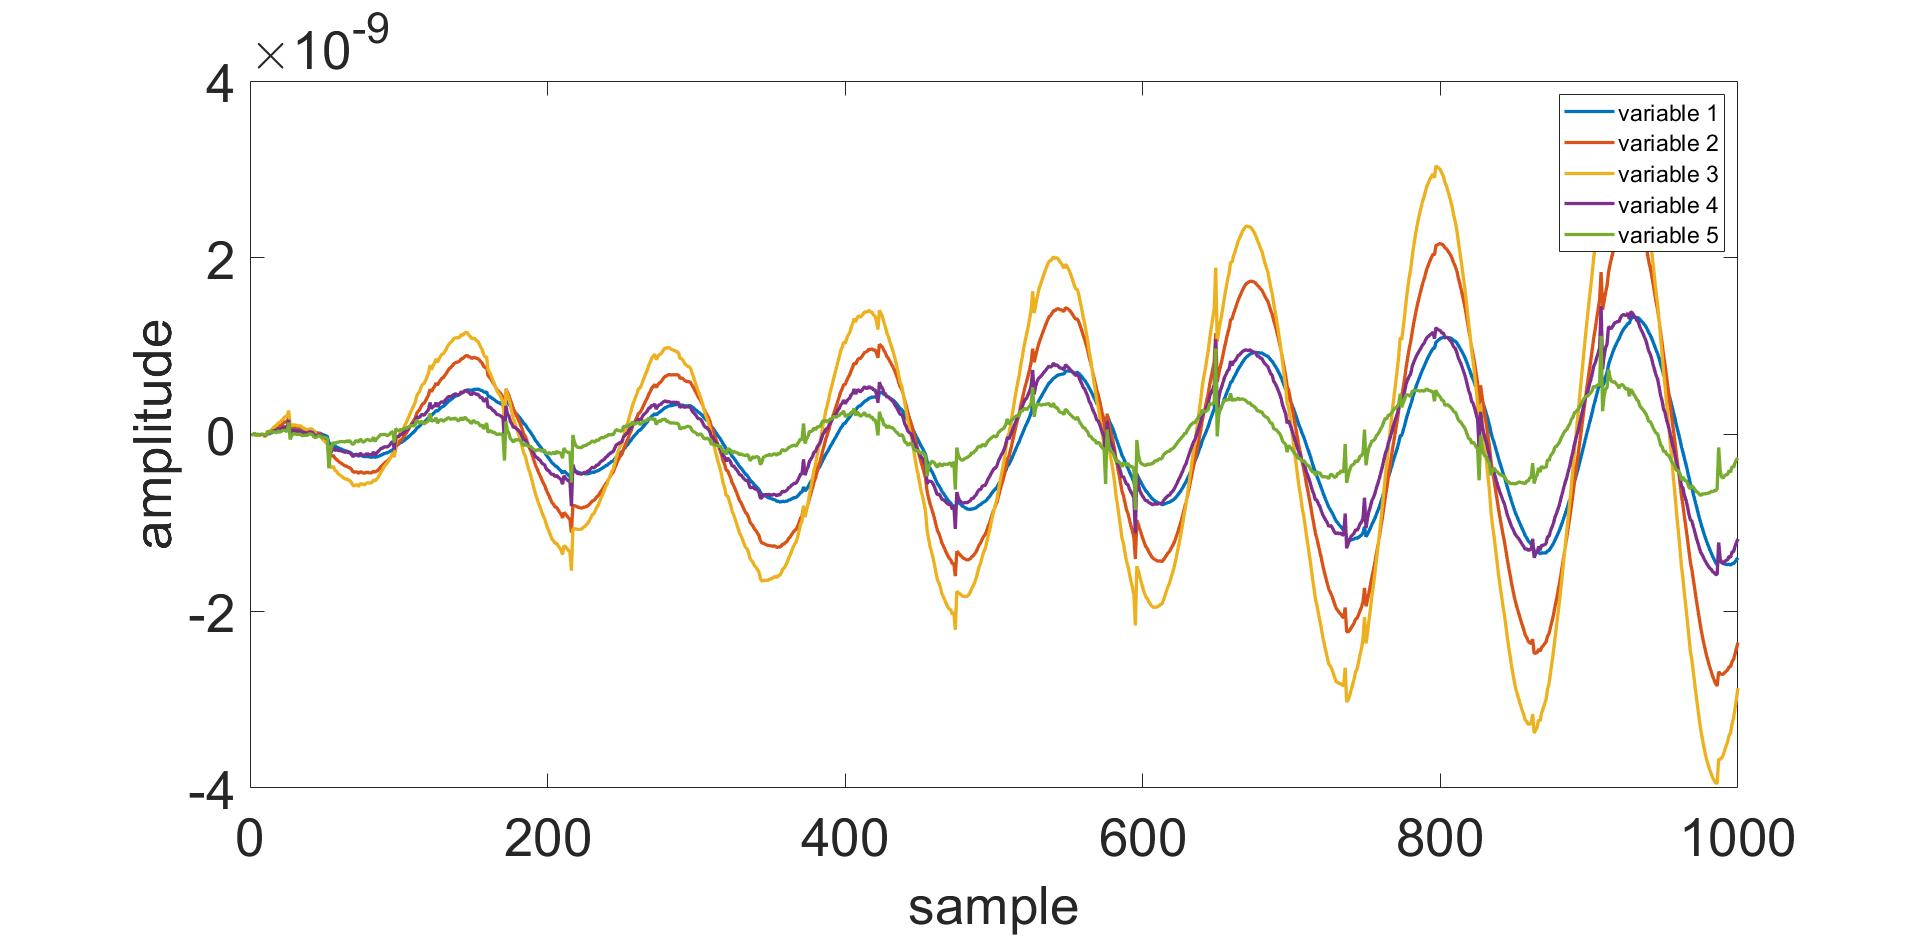 ×10-9
4
2
0
-2
-4
0 200 400 600 800 1000
amplitude
sample
variable 1
variable 2
variable 3
variable 4
variable 5